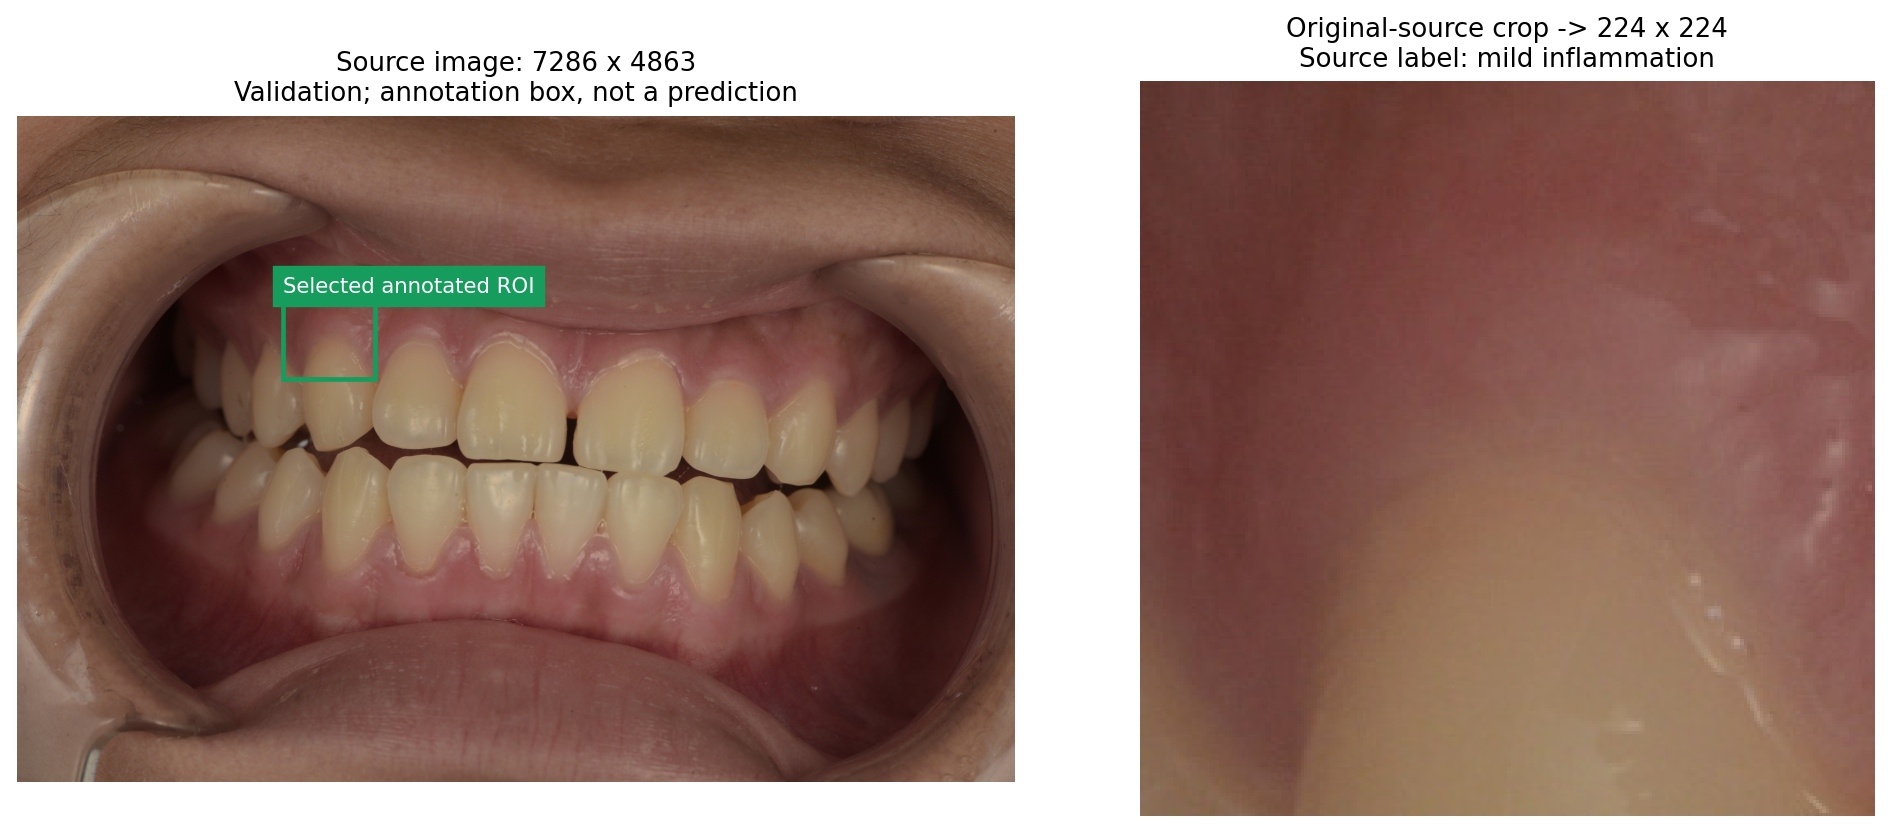 Source image: 7286 x 4863
Validation; annotation box, not a prediction
Selected annotated ROI
Original-source crop -> 224 x 224
Source label: mild inflammation